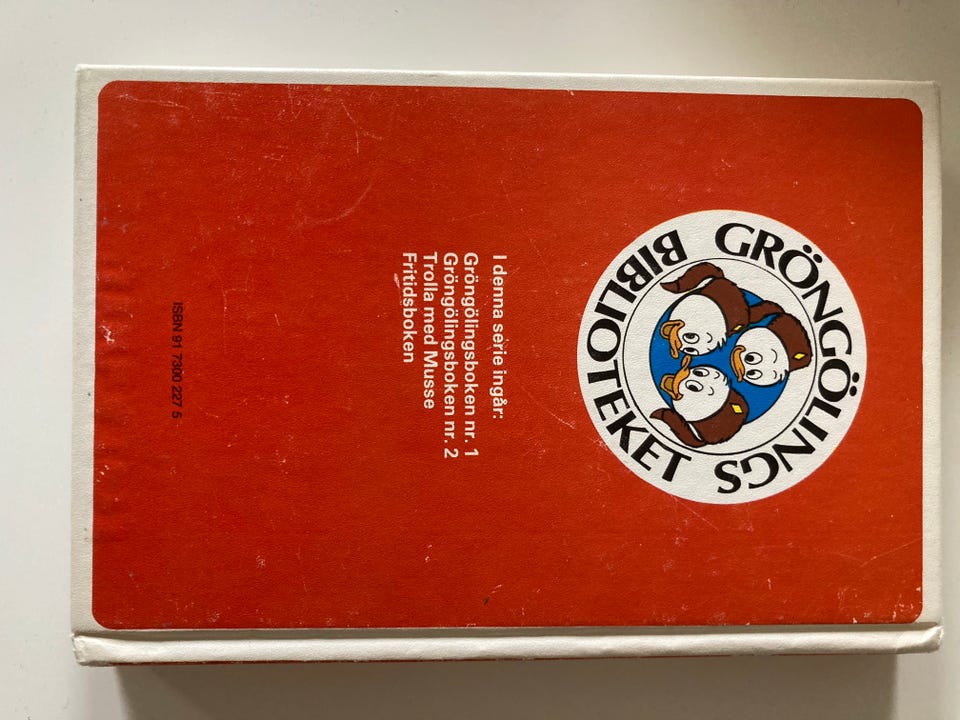 GRÖNGÖLINGS
BIBLIOTEKET
I denna serie ingår:
Gröngölingsboken nr. 1
Gröngölingsboken nr. 2
Trolla med Musse
Fritidsboken
ISBN 91 7300 227 5